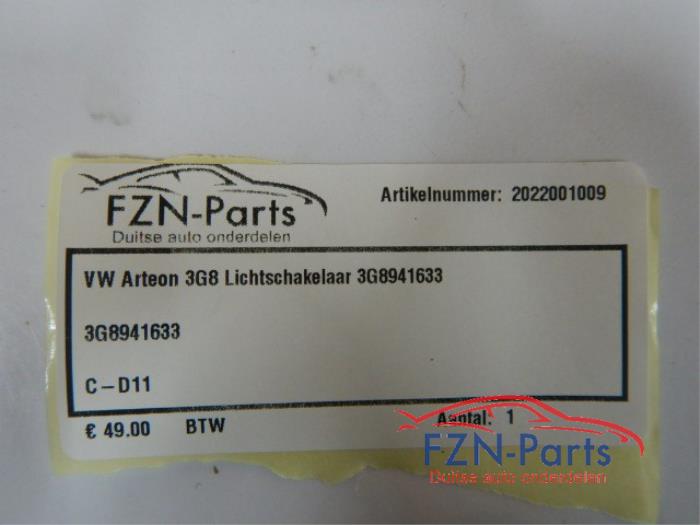 FZN-Parts
Duitse auto onderdelen
Artikelnummer: 2022001009
VW Arteon 3G8 Lichtschakelaar 3G8941633
3G8941633
C-D11
€ 49.00 BTW Aantal: 1
FZN-Parts
Duitse auto onderdelen